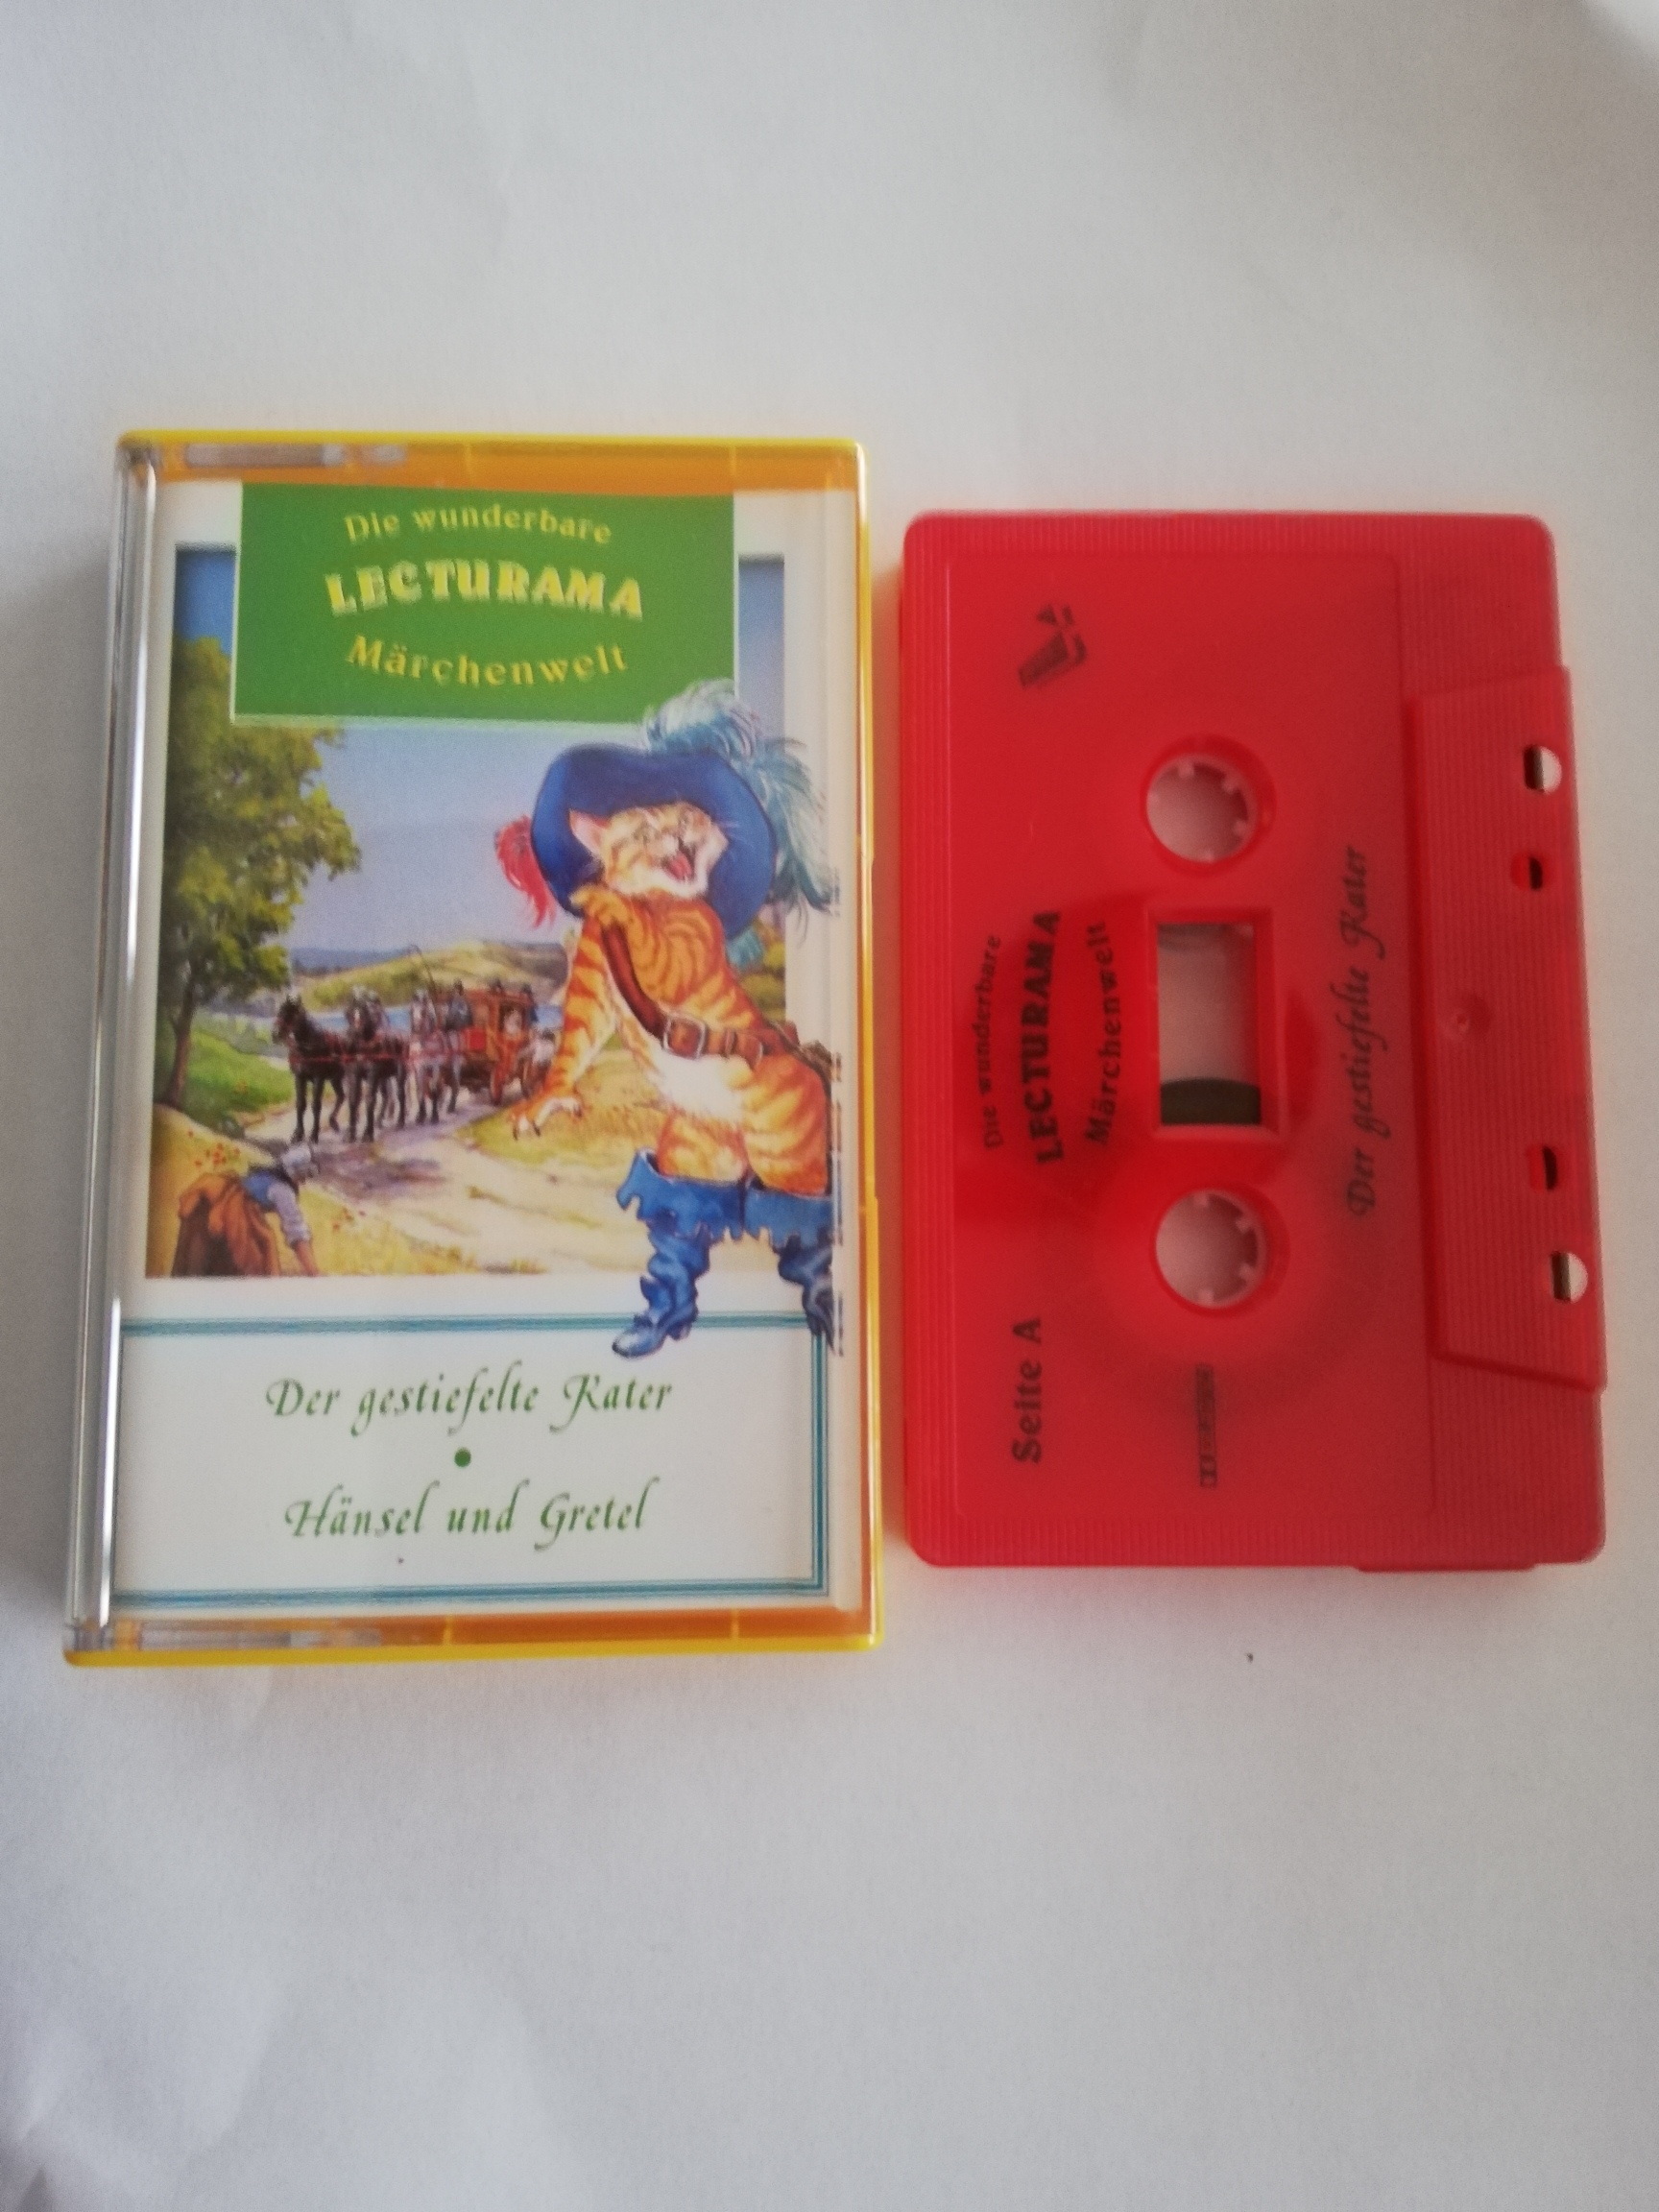 Die wunderbare
LECTURAMA
Märchenwelt
Der gestiefelte Kater
•
Hänsel und Gretel
Die wunderbare
LECTURAMA
Märchenwelt
Seite A
Der gestiefelte Kater